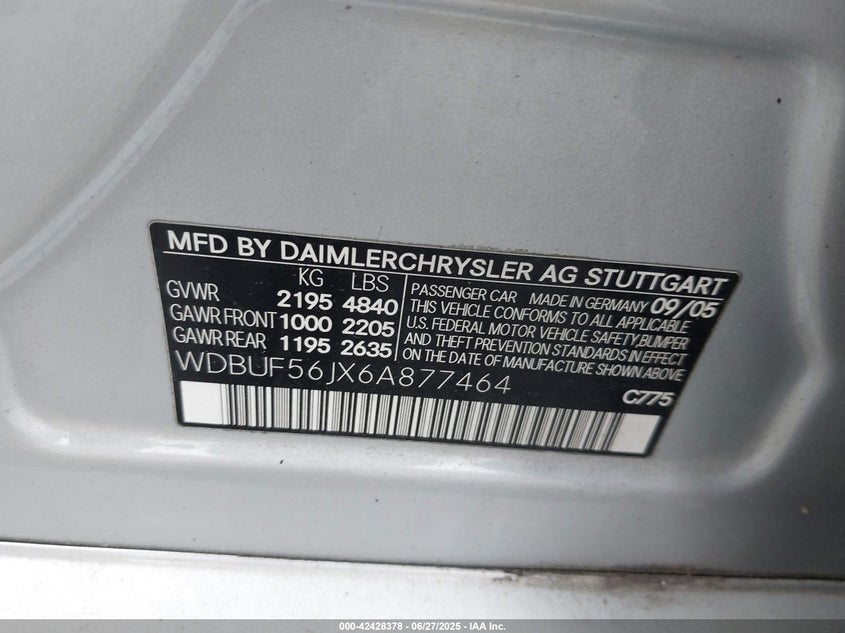 MFD BY DAIMLERCHRYSLER AG STUTTGART
KG LBS
GVWR 2195 4840
GAWR FRONT 1000 2205
GAWR REAR 1195 2635
PASSENGER CAR MADE IN GERMANY 09/05
THIS VEHICLE CONFORMS TO ALL APPLICABLE
U.S. FEDERAL MOTOR VEHICLE SAFETY, BUMPER
AND THEFT PREVENTION STANDARDS IN EFFECT
ON THE DATE OF MANUFACTURE SHOWN ABOVE
WDBUF56JX6A877464
C775
000-42428378 - 06/27/2025 - IAA Inc.